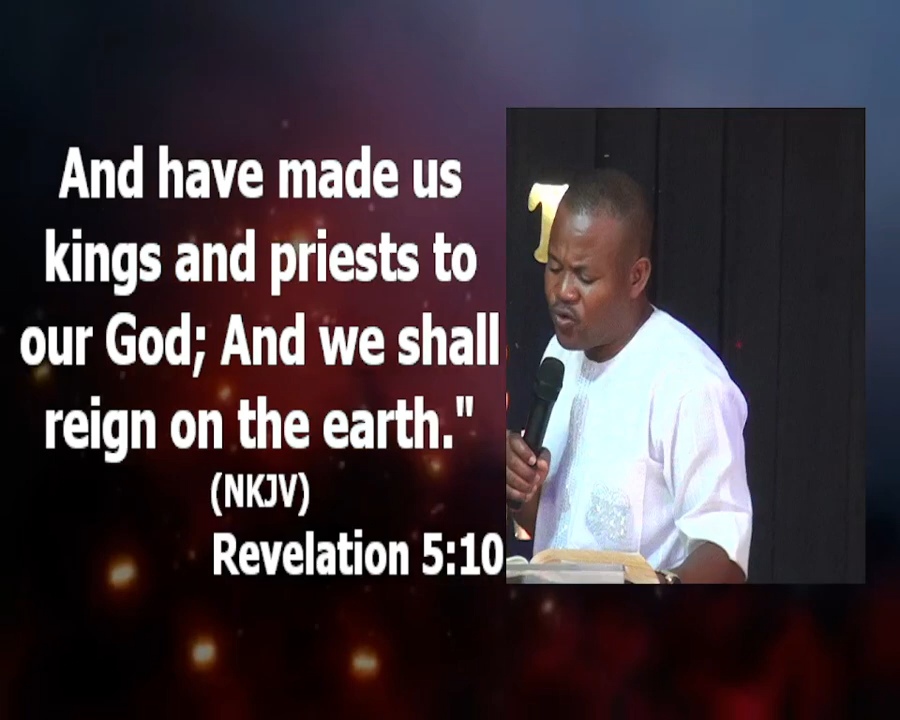 And have made us
kings and priests to
our God; And we shall
reign on the earth."
(NKJV)
Revelation 5:10
T